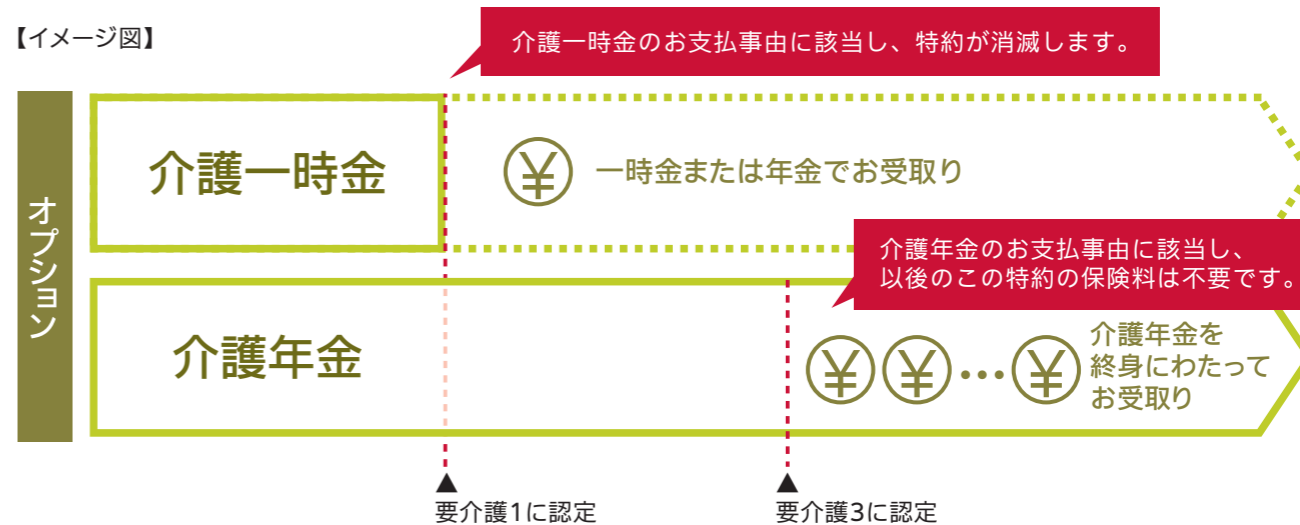 【イメージ図】
介護一時金のお支払事由に該当し、特約が消滅します。
オプション
介護一時金
¥ 一時金または年金でお受取り
介護年金のお支払事由に該当し、
以後のこの特約の保険料は不要です。
介護年金
¥ ¥ … ¥
介護年金を
終身にわたって
お受取り
▲
要介護1に認定
▲
要介護3に認定